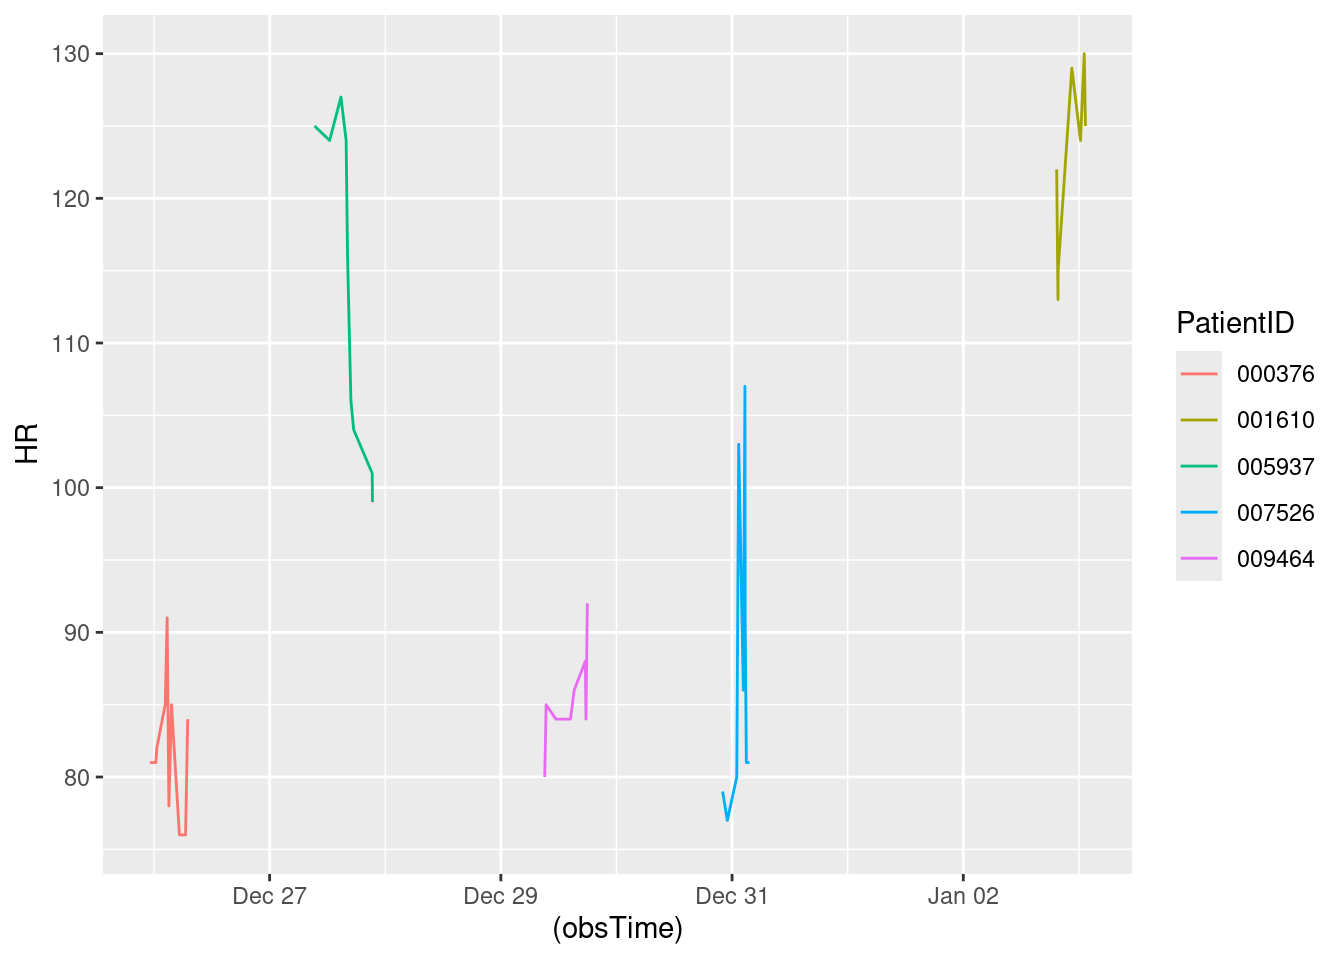 130
120
110
100
90
80
HR
Dec 27
Dec 29
Dec 31
Jan 02
(obsTime)
PatientID
000376
001610
005937
007526
009464